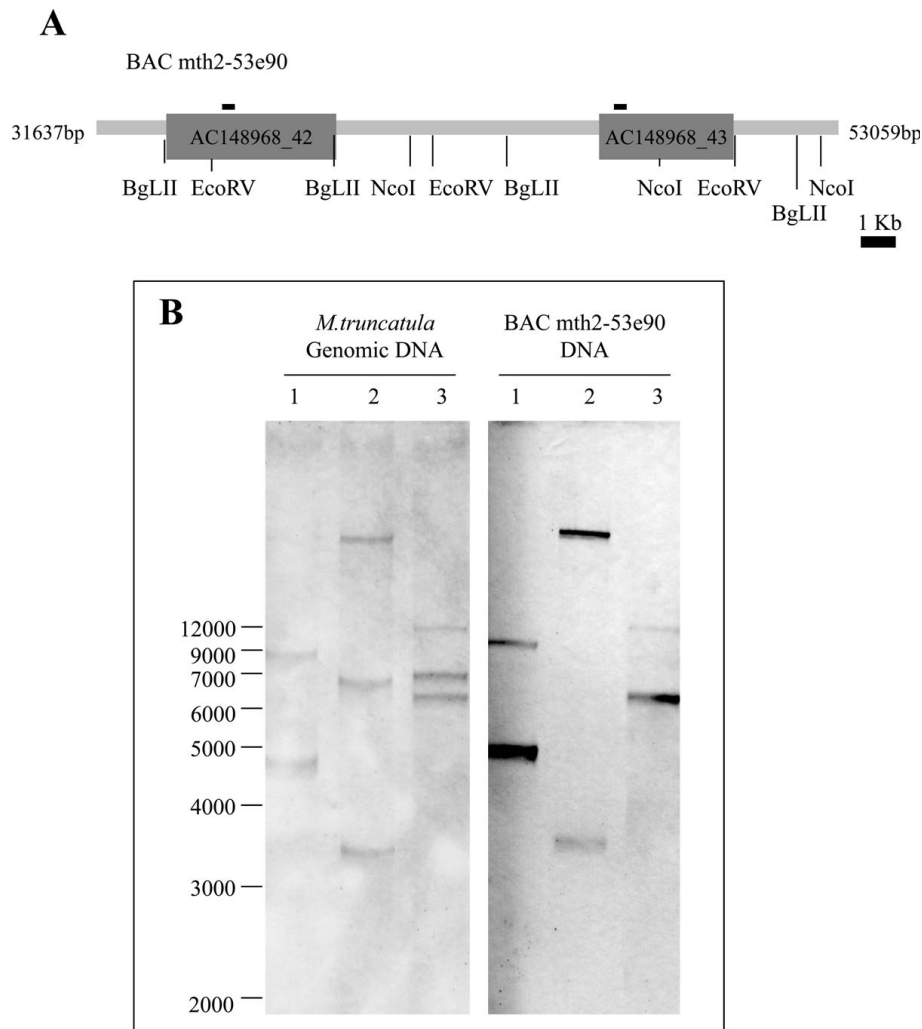 A
BAC mth2-53e90
31637bp
AC148968_42
AC148968_43
53059bp
BgLII
EcoRV
BgLII
NcoI
EcoRV
BgLII
NcoI
EcoRV
BgLII
NcoI
1 Kb
B
M.truncatula
Genomic DNA
BAC mth2-53e90
DNA
1 2 3
1 2 3
12000
9000
7000
6000
5000
4000
3000
2000